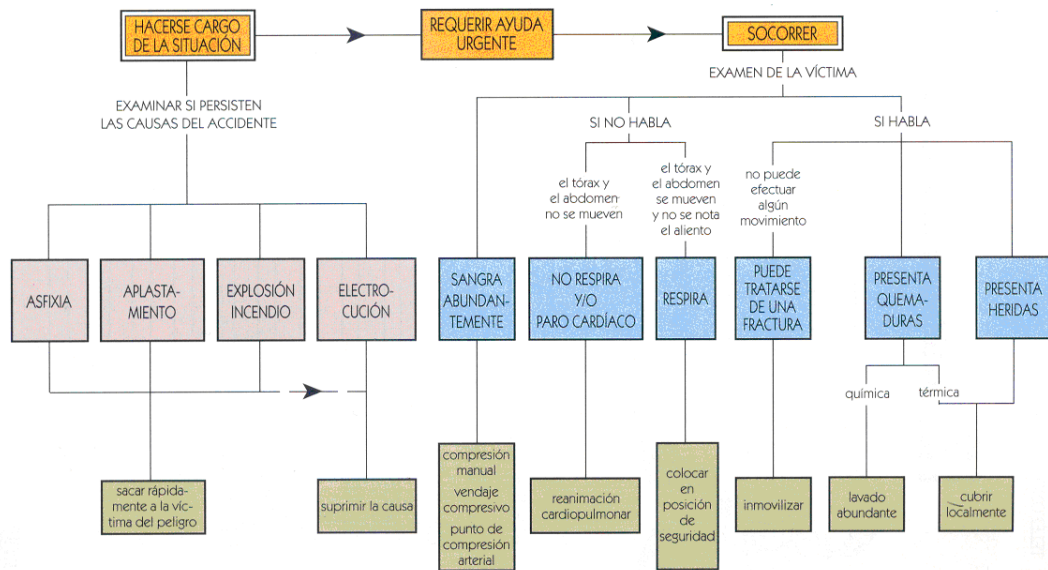 HACERSE CARGO
DE LA SITUACIÓN
REQUERIR AYUDA
URGENTE
SOCORRER
EXAMEN DE LA VÍCTIMA
EXAMINAR SI PERSISTEN
LAS CAUSAS DEL ACCIDENTE
SI NO HABLA
SI HABLA
el tórax y
el abdomen
no se mueven
el tórax y
el abdomen
se mueven
y no se nota
el aliento
no puede
efectuar
algún
movimiento
ASFIXIA
APLASTA-
MIENTO
EXPLOSIÓN
INCENDIO
ELECTRO-
CUCIÓN
SANGRA
ABUNDAN-
TEMENTE
NO RESPIRA
Y/O
PARO CARDÍACO
RESPIRA
PUEDE
TRATARSE
DE UNA
FRACTURA
PRESENTA
QUEMA-
DURAS
PRESENTA
HERIDAS
química
térmica
sacar rápida-
mente a la víc-
tima del peligro
suprimir la causa
compresión
manual
vendaje
compresivo
punto de
compresión
arterial
reanimación
cardiopulmonar
colocar
en
posición
de
seguridad
inmovilizar
lavado
abundante
cubrir
localmente